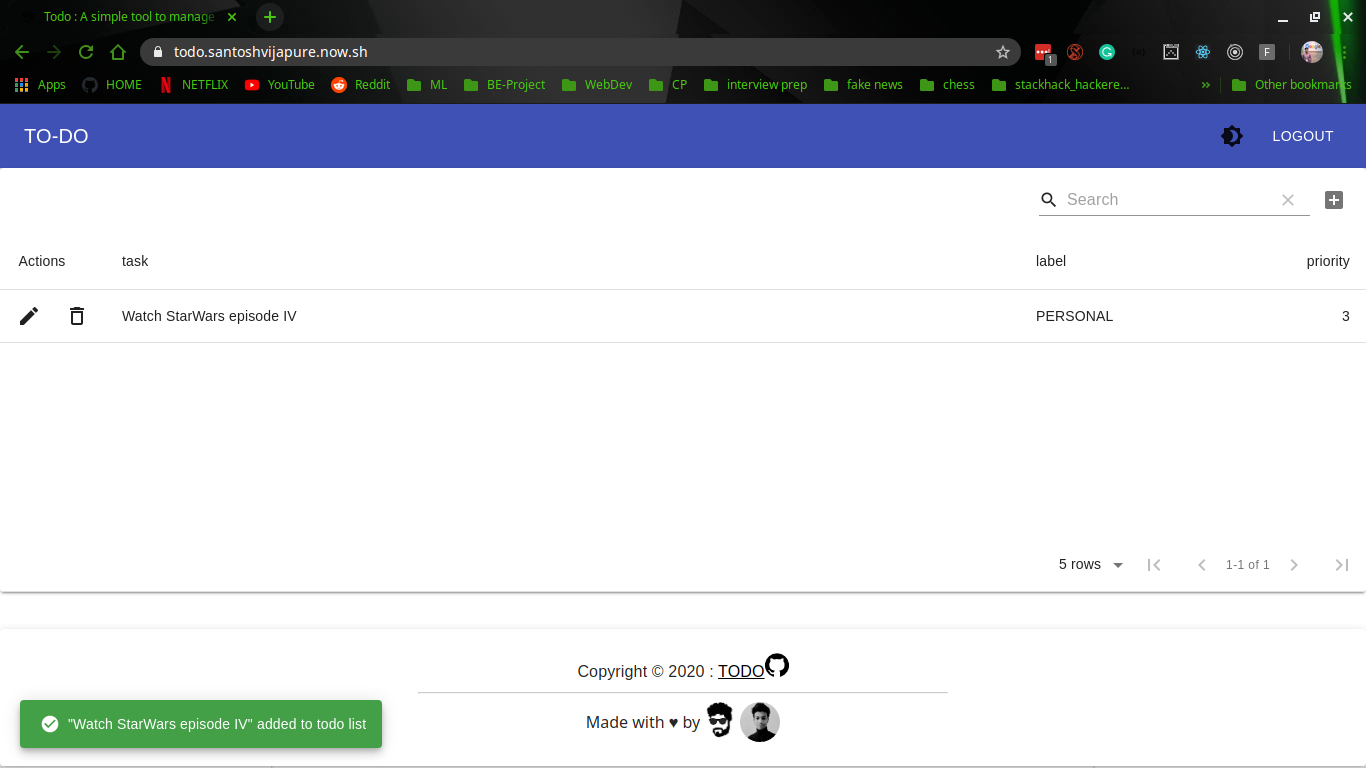 Todo : A simple tool to manage
todo.santoshvijapure.now.sh
1
F
Apps HOME NETFLIX YouTube Reddit ML BE-Project WebDev CP interview prep fake news chess stackhack_hackere... » Other bookmarks
TO-DO LOGOUT
Search
Actions task label priority
Watch StarWars episode IV PERSONAL 3
5 rows 1-1 of 1
Copyright © 2020 : TODO
Made with ♥ by
"Watch StarWars episode IV" added to todo list